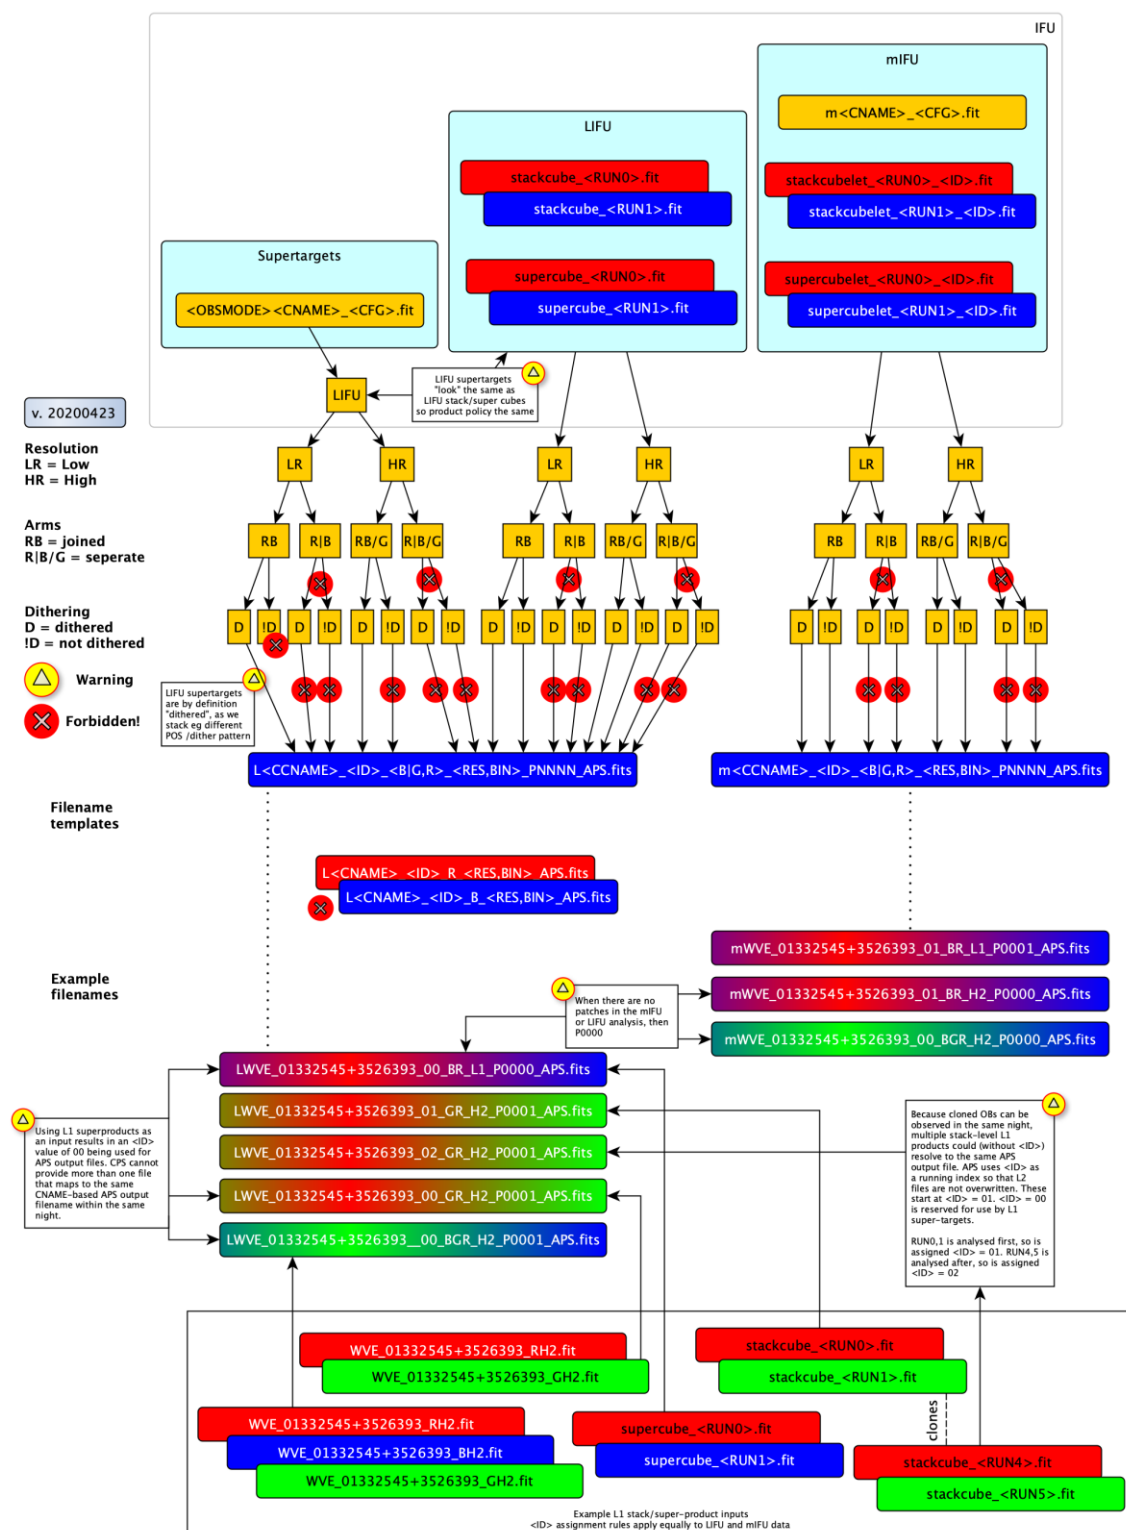 IFU
mIFU
m<CNAME>_<CFG>.fit
LIFU
stackcube_<RUN0>.fit
stackcube_<RUN1>.fit
stackcubelet_<RUN0>_<ID>.fit
stackcubelet_<RUN1>_<ID>.fit
Supertargets
<OBSMODE><CNAME>_<CFG>.fit
supercube_<RUN0>.fit
supercube_<RUN1>.fit
supercubelet_<RUN0>_<ID>.fit
supercubelet_<RUN1>_<ID>.fit
LIFU
LIFU supertargets
"look" the same as
LIFU stack/super cubes
so product policy the same
v. 20200423
Resolution
LR = Low
HR = High
LR
HR
LR
HR
LR
HR
Arms
RB = joined
R|B/G = seperate
RB
R|B
RB/G
R|B/G
RB
R|B
RB/G
R|B/G
RB
R|B
RB/G
R|B/G
Dithering
D = dithered
!D = not dithered
D
!D
D
!D
D
!D
D
!D
D
!D
D
!D
D
!D
D
!D
D
!D
D
!D
D
!D
D
!D
Warning
Forbidden!
LIFU supertargets
are by definition
"dithered", as we
stack eg different
POS /dither pattern
L<CCNAME>_<ID>_<B|G,R>_<RES,BIN>_PNNNN_APS.fits
m<CCNAME>_<ID>_<B|G,R>_<RES,BIN>_PNNNN_APS.fits
Filename
templates
L<CNAME>_<ID>_R_<RES,BIN>_APS.fits
L<CNAME>_<ID>_B_<RES,BIN>_APS.fits
Example
filenames
mWVE_01332545+3526393_01_BR_L1_P0001_APS.fits
mWVE_01332545+3526393_01_BR_H2_P0000_APS.fits
mWVE_01332545+3526393_00_BGR_H2_P0000_APS.fits
When there are no
patches in the mIFU
or LIFU analysis, then
P0000
LWVE_01332545+3526393_00_BR_L1_P0000_APS.fits
LWVE_01332545+3526393_01_GR_H2_P0001_APS.fits
LWVE_01332545+3526393_02_GR_H2_P0001_APS.fits
LWVE_01332545+3526393_00_GR_H2_P0001_APS.fits
LWVE_01332545+3526393__00_BGR_H2_P0001_APS.fits
Using L1 superproducts as
an input results in an <ID>
value of 00 being used for
APS output files. CPS cannot
provide more than one file
that maps to the same
CNAME-based APS output
filename within the same
night.
Because cloned OBs can be
observed in the same night,
multiple stack-level L1
products could (without <ID>)
resolve to the same APS
output file. APS uses <ID> as
a running index so that L2
files are not overwritten. These
start at <ID> = 01. <ID> = 00
is reserved for use by L1
super-targets.
RUN0,1 is analysed first, so is
assigned <ID> = 01. RUN4,5 is
analysed after, so is assigned
<ID> = 02
WVE_01332545+3526393_RH2.fit
WVE_01332545+3526393_GH2.fit
stackcube_<RUN0>.fit
stackcube_<RUN1>.fit
clones
WVE_01332545+3526393_RH2.fit
WVE_01332545+3526393_BH2.fit
WVE_01332545+3526393_GH2.fit
supercube_<RUN0>.fit
supercube_<RUN1>.fit
stackcube_<RUN4>.fit
stackcube_<RUN5>.fit
Example L1 stack/super-product inputs
<ID> assignment rules apply equally to LIFU and mIFU data